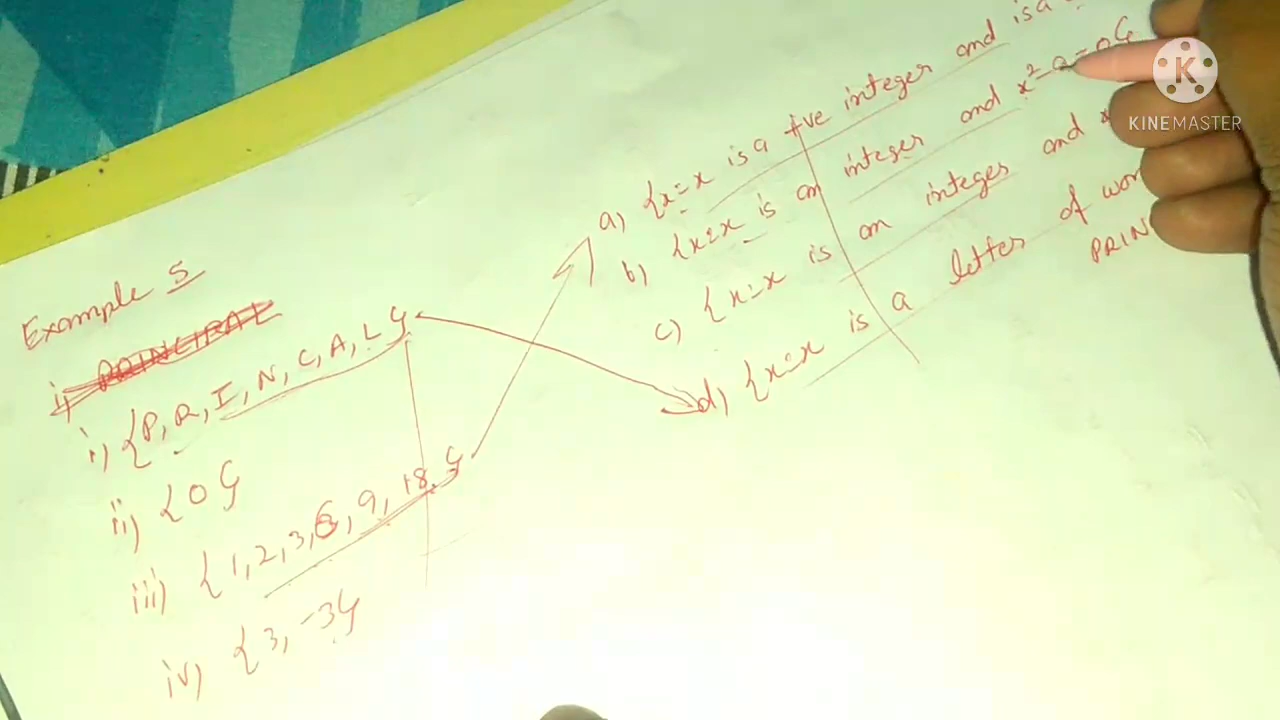 Example 5
i) PRINCIPAL
i) {P, R, I, N, C, A, L}
ii) {0}
iii) {1, 2, 3, 6, 9, 18}
iv) {3, -3}
a) {x=x is a +ve integer and is a
b) {x=x is an integer and x²-9=0}
c) {x=x is an integer and x
d) {x=x is a letter of wor
PRIN
KINEMASTER